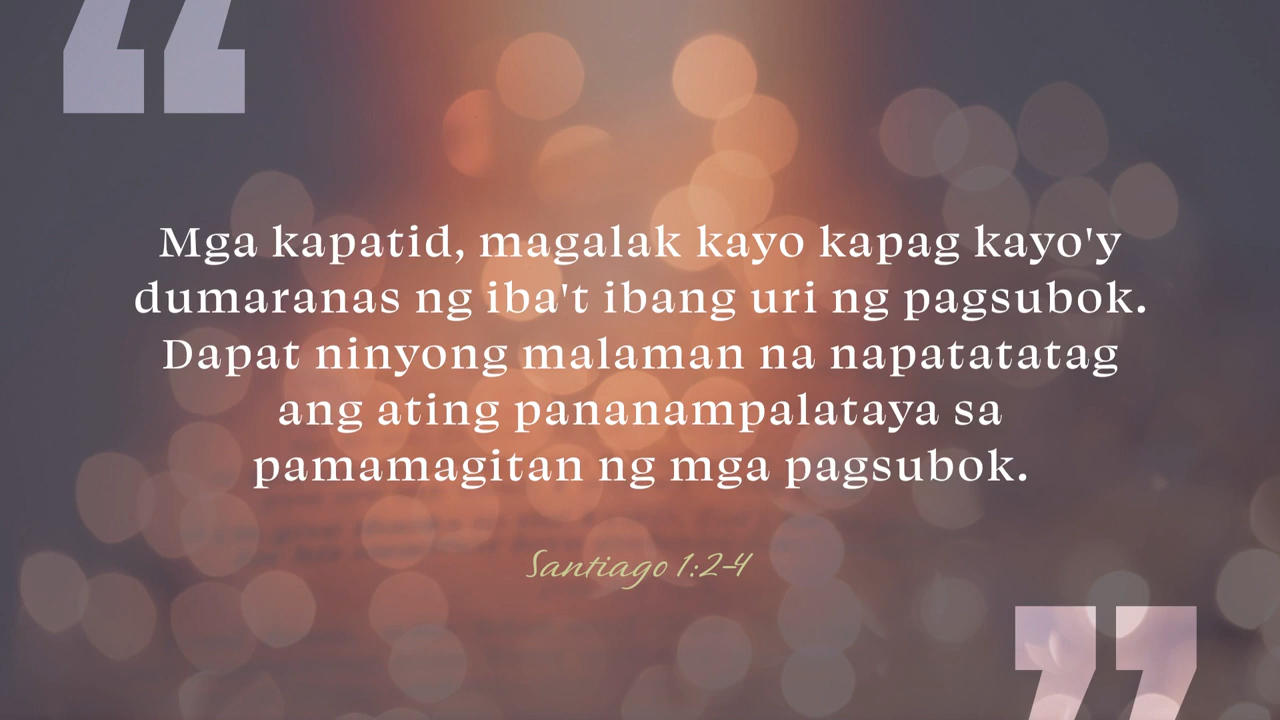 Mga kapatid, magalak kayo kapag kayo'y
dumaranas ng iba't ibang uri ng pagsubok.
Dapat ninyong malaman na napatatatag
ang ating pananampalataya sa
pamamagitan ng mga pagsubok.
Santiago 1:2-4